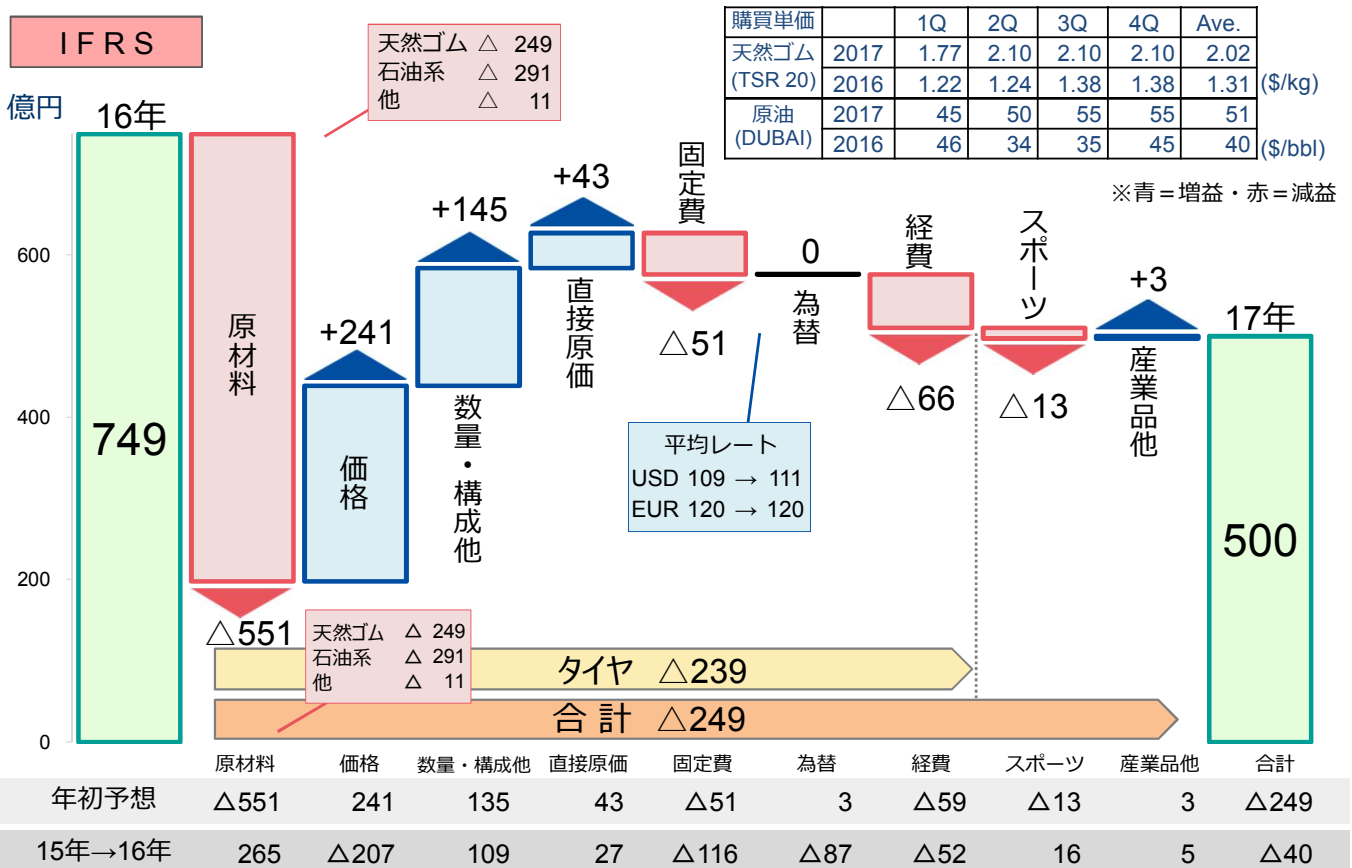 IFRS
天然ゴム △ 249
石油系 △ 291
他 △ 11
購買単価 1Q 2Q 3Q 4Q Ave.
天然ゴム 2017 1.77 2.10 2.10 2.10 2.02
(TSR 20) 2016 1.22 1.24 1.38 1.38 1.31 ($/kg)
原油 2017 45 50 55 55 51
(DUBAI) 2016 46 34 35 45 40 ($/bbl)
※青＝増益・赤＝減益
億円
16年
749
原材料
△551
+241
価格
+145
数量・構成他
+43
直接原価
固定費
△51
0
為替
平均レート
USD 109 → 111
EUR 120 → 120
経費
△66
スポーツ
△13
+3
産業品他
17年
500
600
400
200
0
天然ゴム △ 249
石油系 △ 291
他 △ 11
タイヤ △239
合計 △249
原材料 価格 数量・構成他 直接原価 固定費 為替 経費 スポーツ 産業品他 合計
年初予想 △551 241 135 43 △51 3 △59 △13 3 △249
15年→16年 265 △207 109 27 △116 △87 △52 16 5 △40